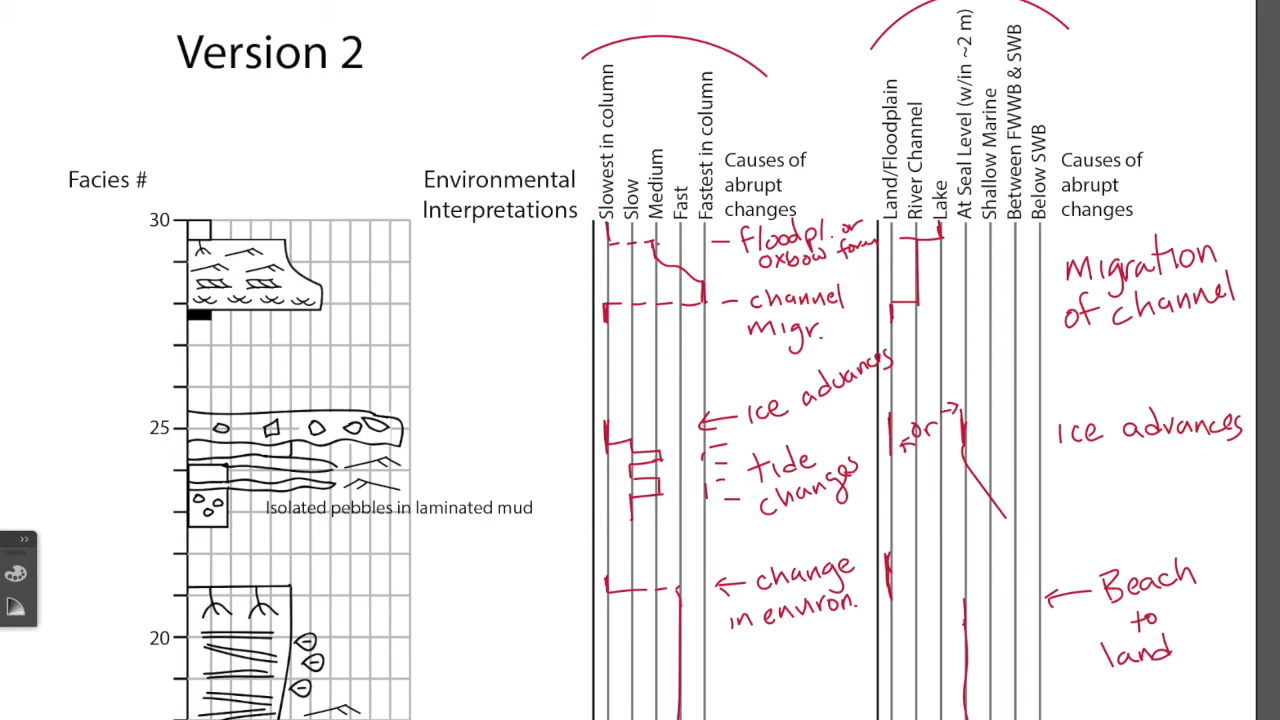 Version 2
Facies #
Environmental
Interpretations
Slowest in column
Slow
Medium
Fast
Fastest in column
Causes of
abrupt
changes
Land/Floodplain
River Channel
Lake
At Seal Level (w/in ~2 m)
Shallow Marine
Between FWWB & SWB
Below SWB
Causes of
abrupt
changes
30
25
20
Isolated pebbles in laminated mud
– floodpl. or
oxbow form
– channel
migr.
ice advances
tide
changes
change
in environ.
or
Migration
of channel
Ice advances
Beach
to
land
>>